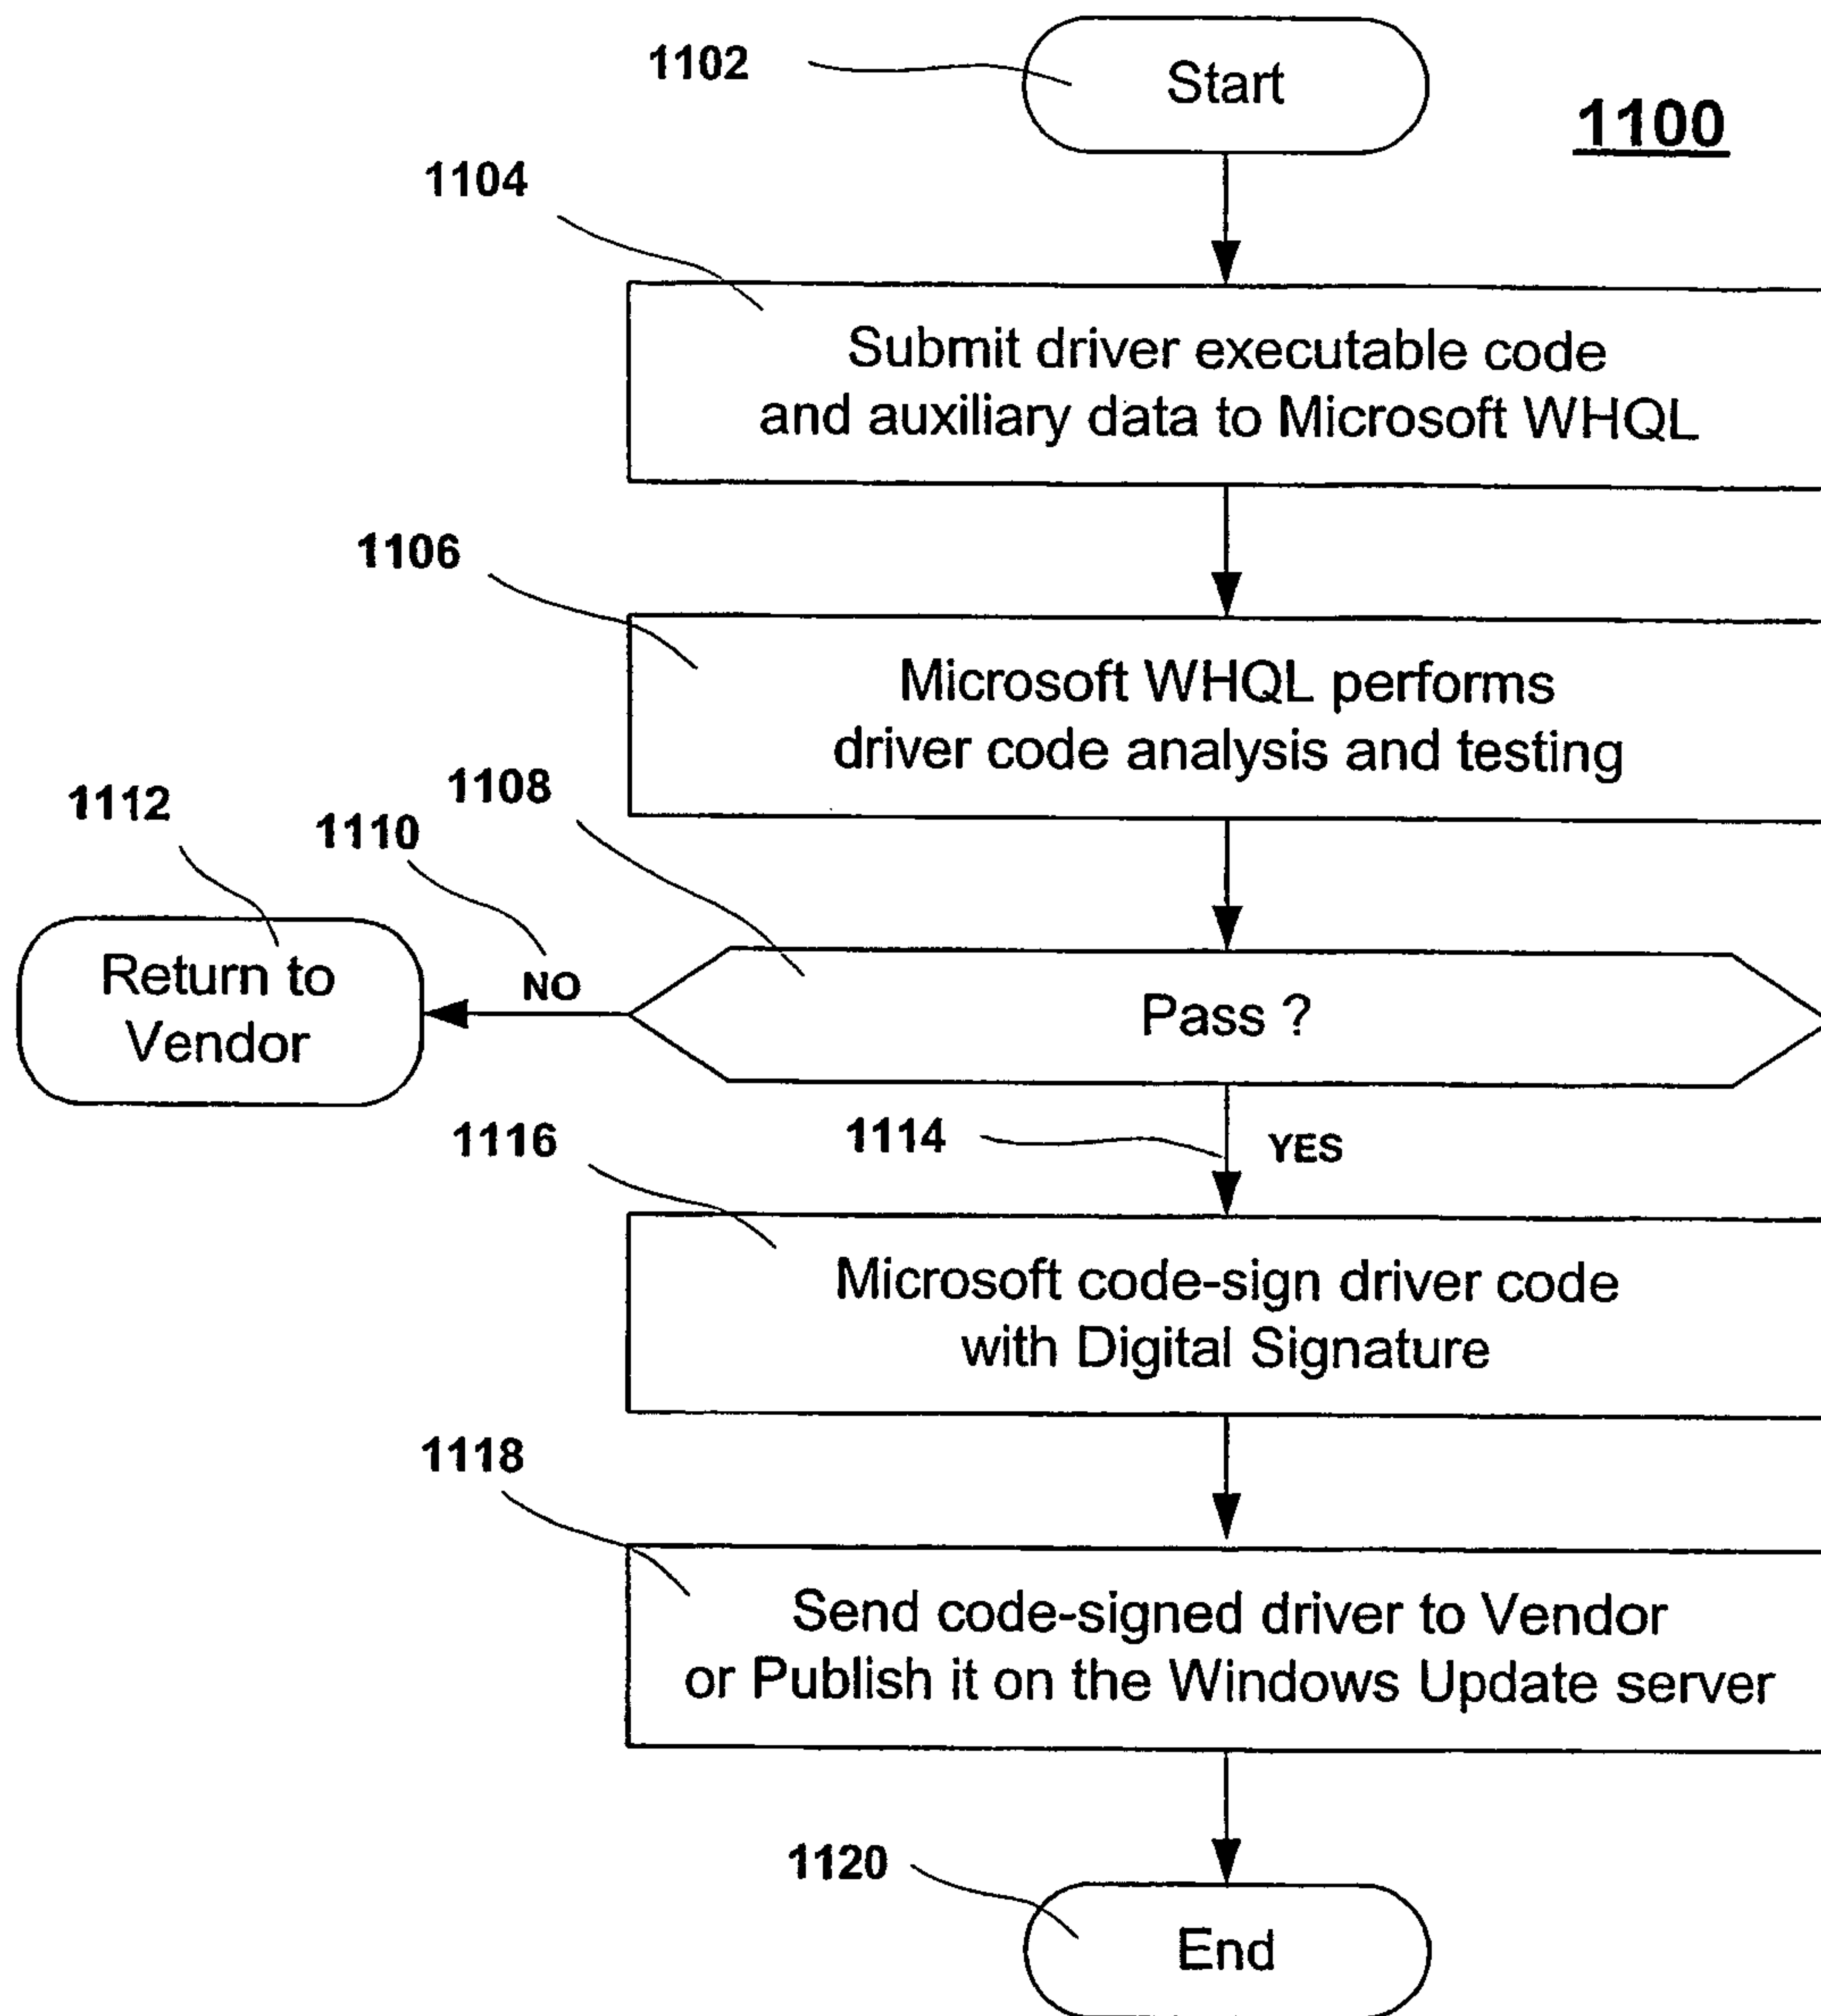 1102
Start
1100
1104
Submit driver executable code
and auxiliary data to Microsoft WHQL
1106
Microsoft WHQL performs
driver code analysis and testing
1108
1112
1110
Return to
Vendor
NO
Pass ?
1116
1114
YES
Microsoft code-sign driver code
with Digital Signature
1118
Send code-signed driver to Vendor
or Publish it on the Windows Update server
1120
End